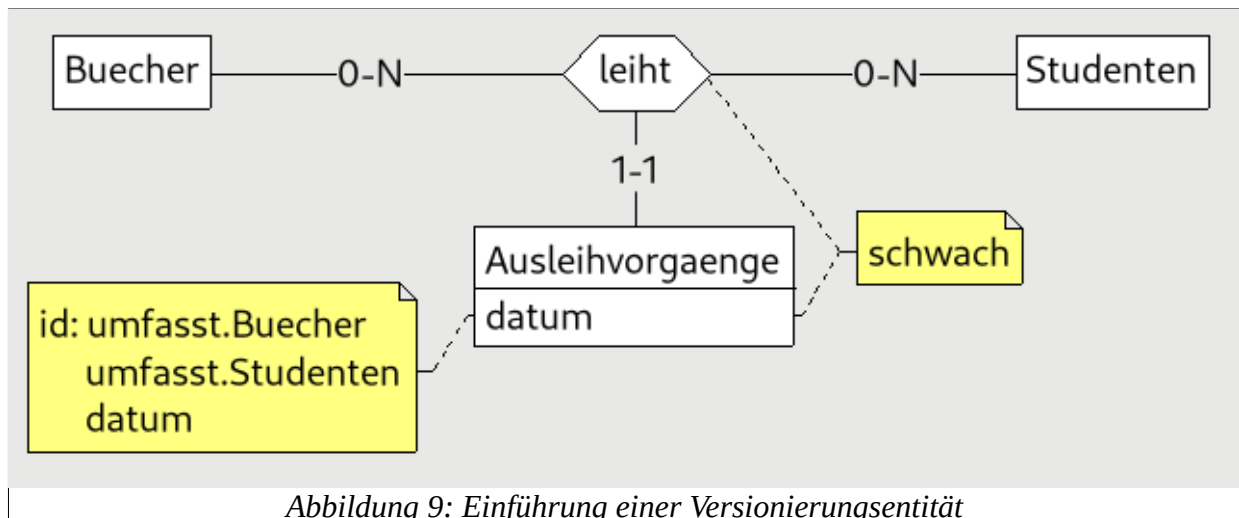 Buecher
0-N
leiht
0-N
Studenten
1-1
Ausleihvorgaenge
datum
schwach
id: umfasst.Buecher
umfasst.Studenten
datum
Abbildung 9: Einführung einer Versionierungsentität